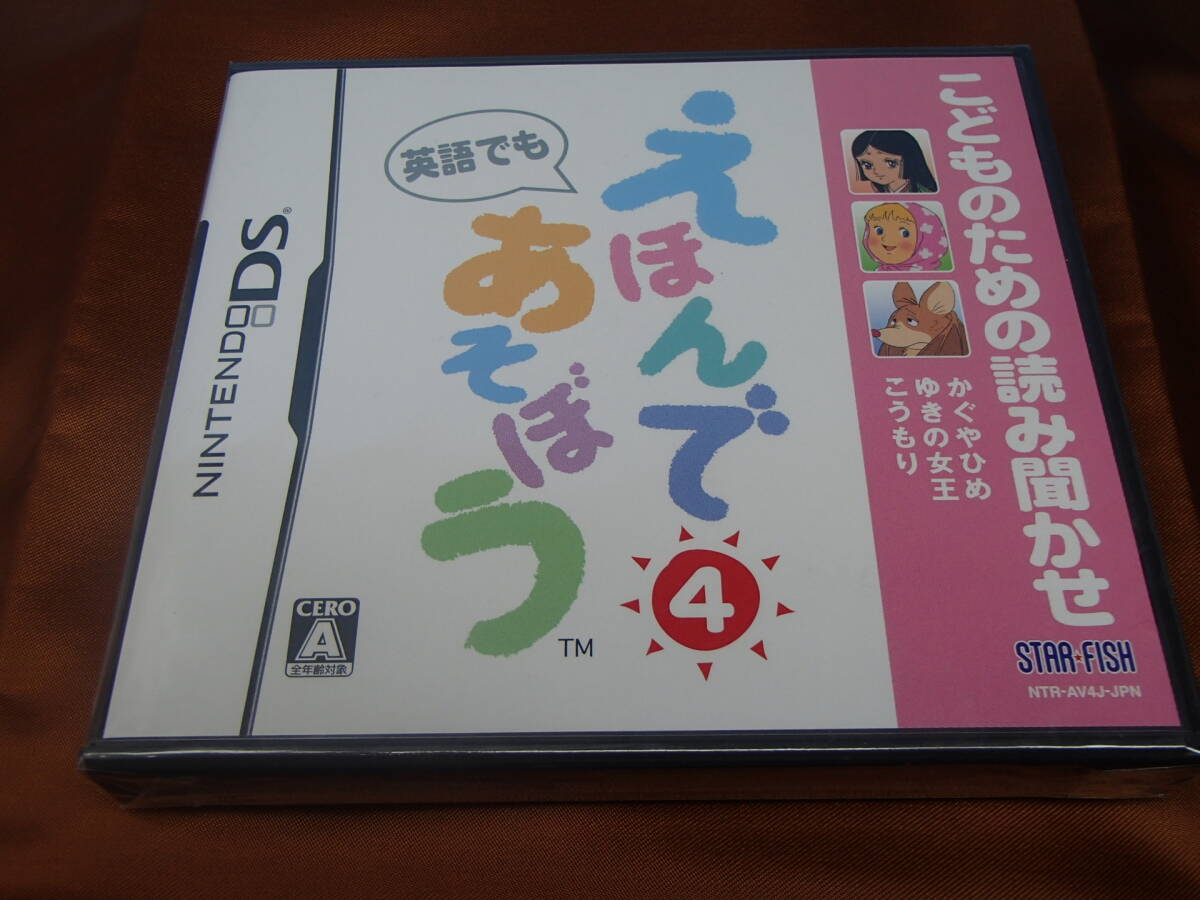 こどものための読み聞かせ
かぐやひめ
ゆきの女王
こうもり
STAR★FISH
NTR-AV4J-JPN
えほんで
英語でも
あそぼう
TM
4
NINTENDO DS®
CERO
A
全年齢対象